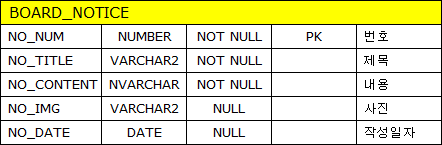 BOARD_NOTICE
NO_NUM NUMBER NOT NULL PK 번호
NO_TITLE VARCHAR2 NOT NULL 제목
NO_CONTENT NVARCHAR NOT NULL 내용
NO_IMG VARCHAR2 NULL 사진
NO_DATE DATE NULL 작성일자